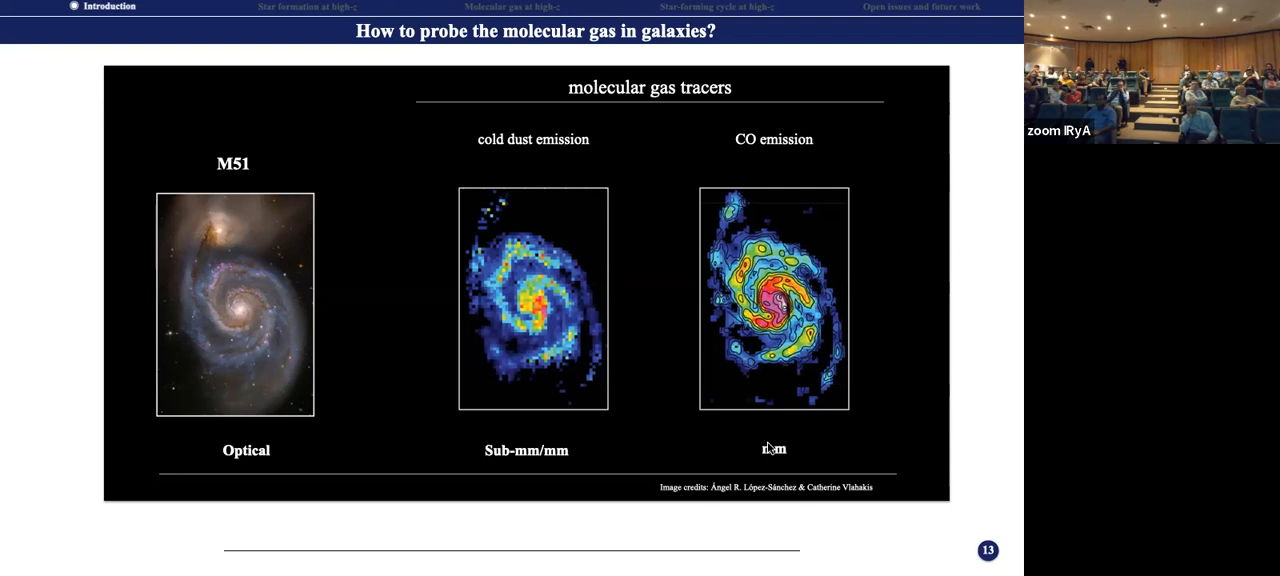 Introduction
Star formation at high-z
Molecular gas at high-z
Star-forming cycle at high-z
Open issues and future work
How to probe the molecular gas in galaxies?
molecular gas tracers
cold dust emission
CO emission
M51
Optical
Sub-mm/mm
mm
Image credits: Ángel R. López-Sánchez & Catherine Vlahakis
13
zoom IRyA